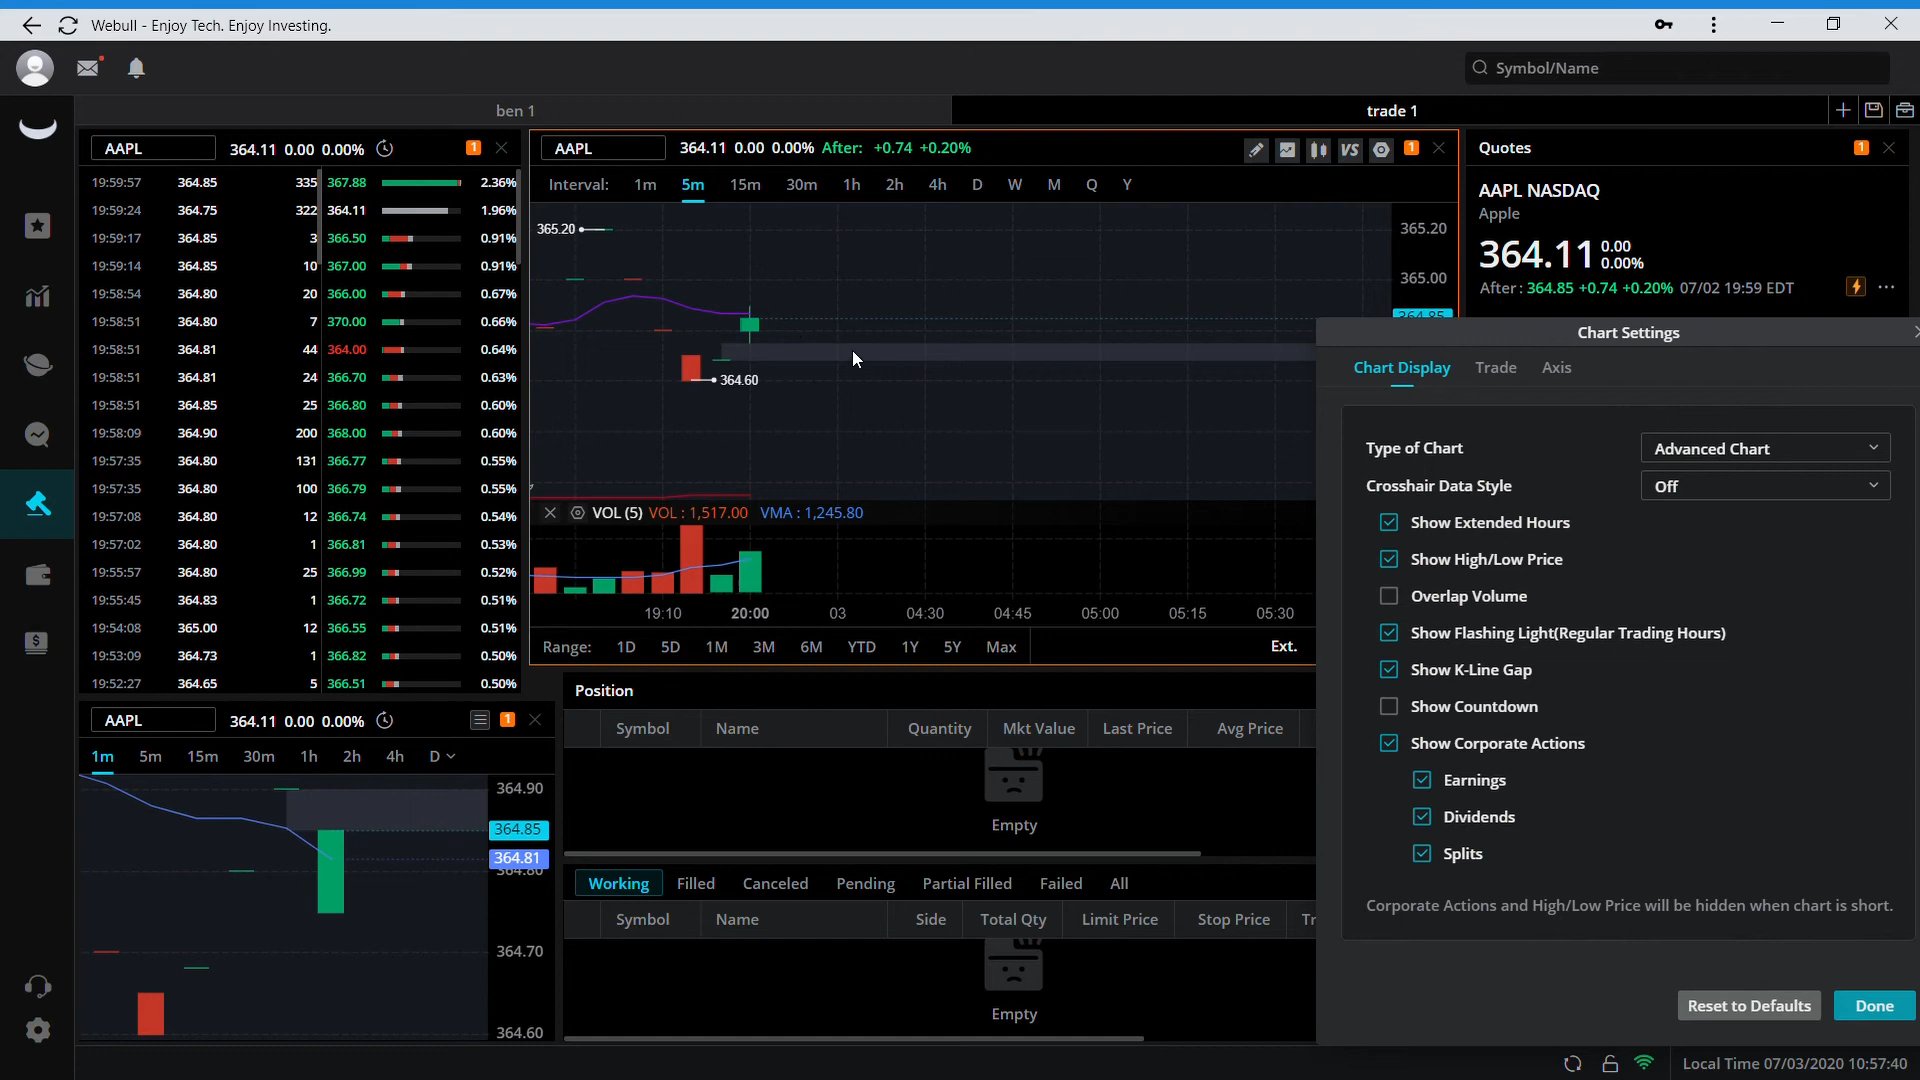 Webull - Enjoy Tech. Enjoy Investing.
Symbol/Name
ben 1
trade 1
AAPL 364.11 0.00 0.00% 1
19:59:57 364.85 335 367.88 2.36%
19:59:24 364.75 322 364.11 1.96%
19:59:17 364.85 3 366.50 0.91%
19:59:14 364.85 10 367.00 0.91%
19:58:54 364.80 20 366.00 0.67%
19:58:51 364.80 7 370.00 0.66%
19:58:51 364.81 44 364.00 0.64%
19:58:51 364.81 24 366.70 0.63%
19:58:51 364.85 25 366.80 0.60%
19:58:09 364.90 200 368.00 0.60%
19:57:35 364.80 131 366.77 0.55%
19:57:35 364.80 100 366.79 0.55%
19:57:08 364.80 12 366.74 0.54%
19:57:02 364.80 1 366.81 0.53%
19:55:57 364.80 25 366.99 0.52%
19:55:45 364.83 1 366.72 0.51%
19:54:08 365.00 12 366.55 0.51%
19:53:09 364.73 1 366.82 0.50%
19:52:27 364.65 5 366.51 0.50%
AAPL 364.11 0.00 0.00% After: +0.74 +0.20% VS 1
Interval: 1m 5m 15m 30m 1h 2h 4h D W M Q Y
365.20
365.20
365.00
364.85
364.60
VOL (5) VOL : 1,517.00 VMA : 1,245.80
19:10 20:00 03 04:30 04:45 05:00 05:15 05:30
Range: 1D 5D 1M 3M 6M YTD 1Y 5Y Max Ext.
Quotes 1
AAPL NASDAQ
Apple
364.11 0.00
0.00%
After : 364.85 +0.74 +0.20% 07/02 19:59 EDT
Chart Settings
Chart Display Trade Axis
Type of Chart Advanced Chart
Crosshair Data Style Off
Show Extended Hours
Show High/Low Price
Overlap Volume
Show Flashing Light(Regular Trading Hours)
Show K-Line Gap
Show Countdown
Show Corporate Actions
Earnings
Dividends
Splits
Corporate Actions and High/Low Price will be hidden when chart is short.
Reset to Defaults Done
AAPL 364.11 0.00 0.00% 1
1m 5m 15m 30m 1h 2h 4h D
364.90
364.85
364.81
364.80
364.70
364.60
Position
Symbol Name Quantity Mkt Value Last Price Avg Price
Empty
Working Filled Canceled Pending Partial Filled Failed All
Symbol Name Side Total Qty Limit Price Stop Price Tr
Empty
Local Time 07/03/2020 10:57:40